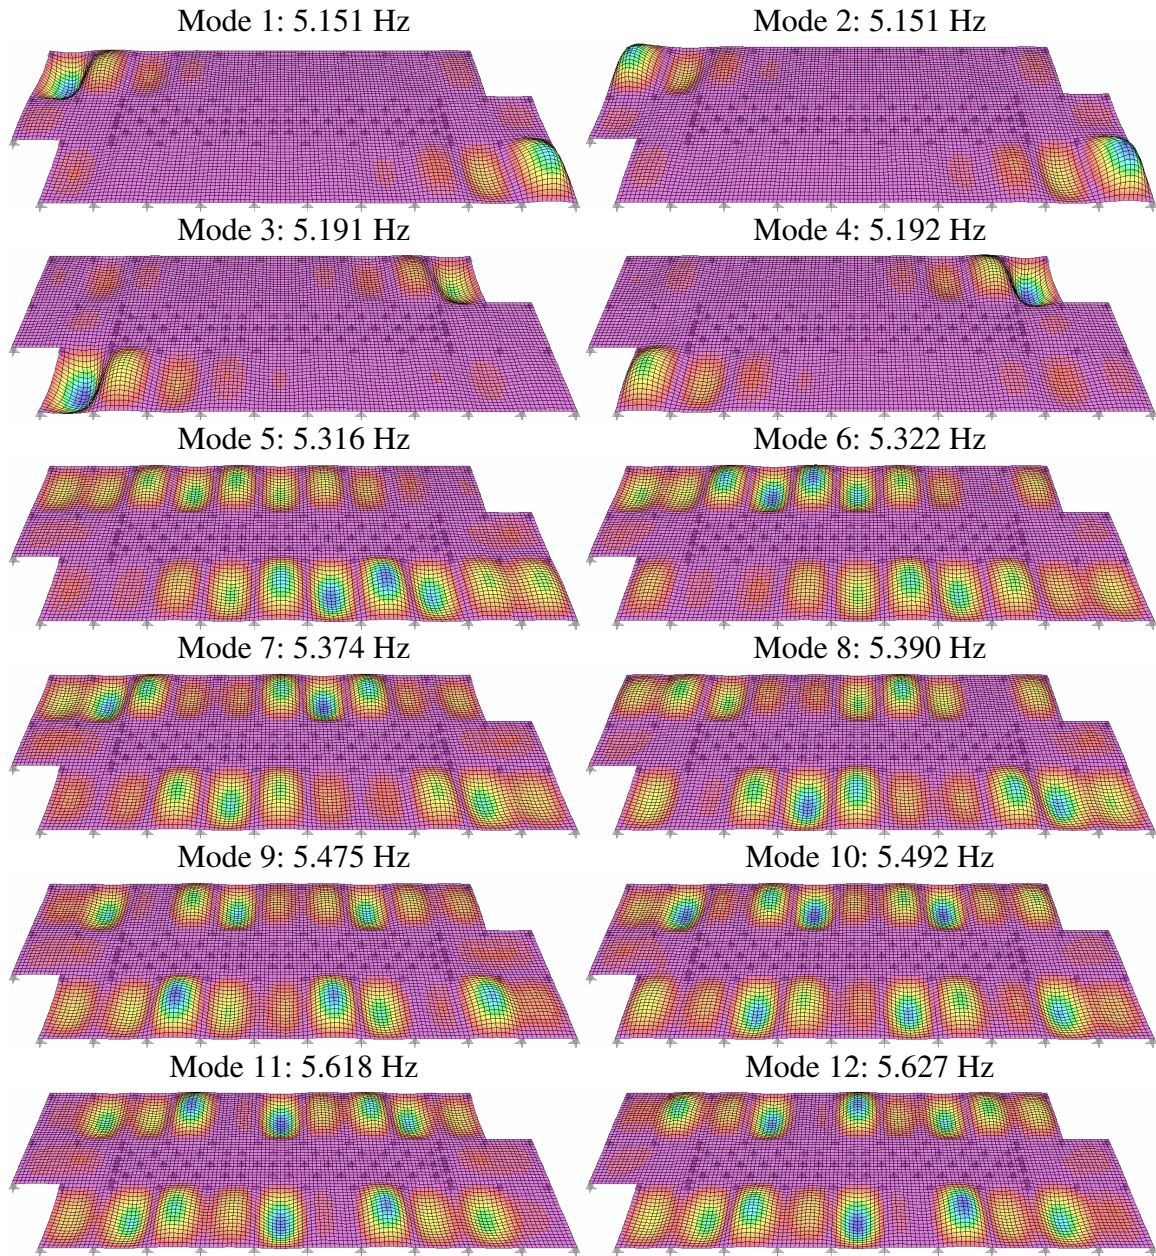 Mode 1: 5.151 Hz
Mode 2: 5.151 Hz
Mode 3: 5.191 Hz
Mode 4: 5.192 Hz
Mode 5: 5.316 Hz
Mode 6: 5.322 Hz
Mode 7: 5.374 Hz
Mode 8: 5.390 Hz
Mode 9: 5.475 Hz
Mode 10: 5.492 Hz
Mode 11: 5.618 Hz
Mode 12: 5.627 Hz